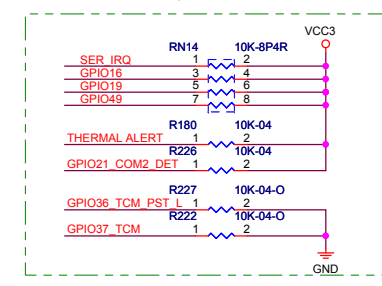 VCC3
RN14 10K-8P4R
SER_IRQ 1 2
GPIO16 3 4
GPIO19 5 6
GPIO49 7 8
R180 10K-04
THERMAL ALERT 1 2
R226 10K-04
GPIO21_COM2_DET 1 2
R227 10K-04-O
GPIO36_TCM_PST_L 1 2
R222 10K-04-O
GPIO37_TCM 1 2
GND